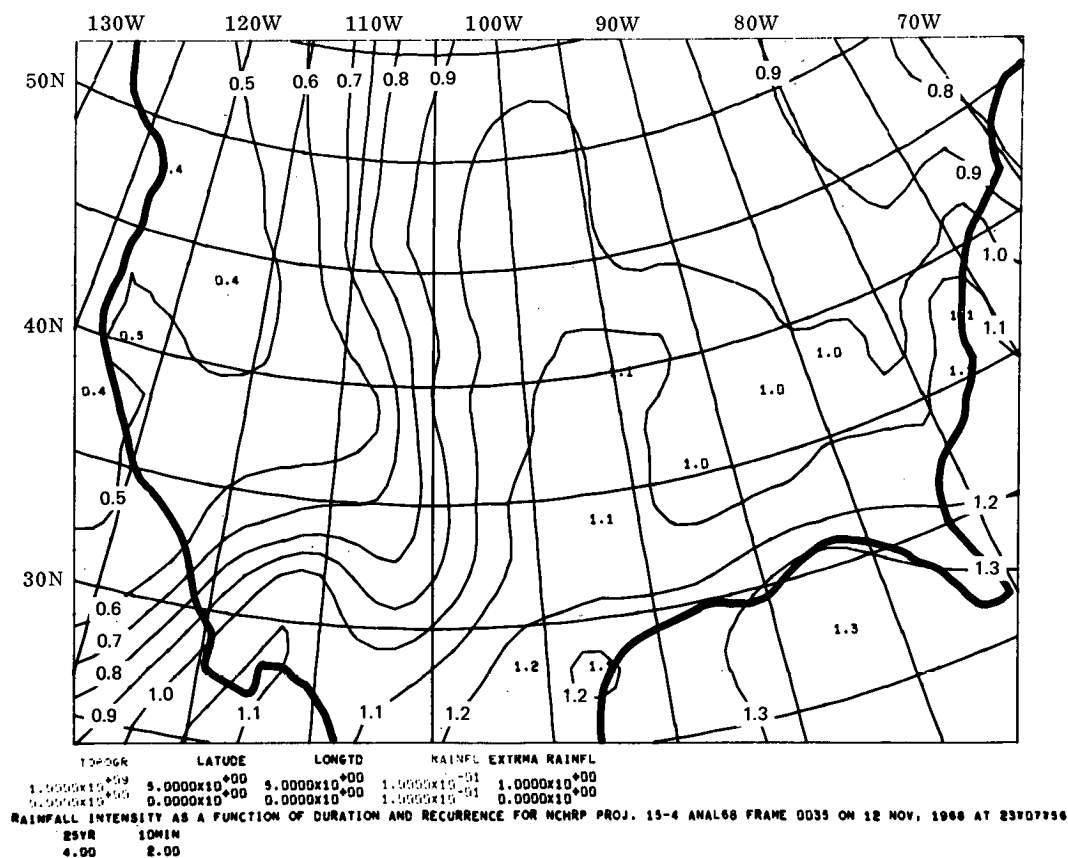 130W 120W 110W 100W 90W 80W 70W
50N 0.5 0.6 0.7 0.8 0.9 0.9 0.8
.4 0.9
0.4 1.0
40N 0.5 1.1 1.1
1.0
0.4 1.1 1.0
1.0
0.5 1.1 1.2
30N 1.3
0.6
0.7 1.3
0.8 1.2
1.0 1.2
0.9 1.1 1.1 1.2 1.3
TOPOGR LATUDE LONGTD RAINFL EXTRMA RAINFL
5.0000X10+00 5.0000X10+00 1.0000X10+00
0.0000X10+00 0.0000X10+00 0.0000X10+00
RAINFALL INTENSITY AS A FUNCTION OF DURATION AND RECURRENCE FOR NCHRP PROJ. 15-4 ANAL68 FRAME 0035 ON 12 NOV, 1968 AT
25YR 10MIN
4.00 2.00